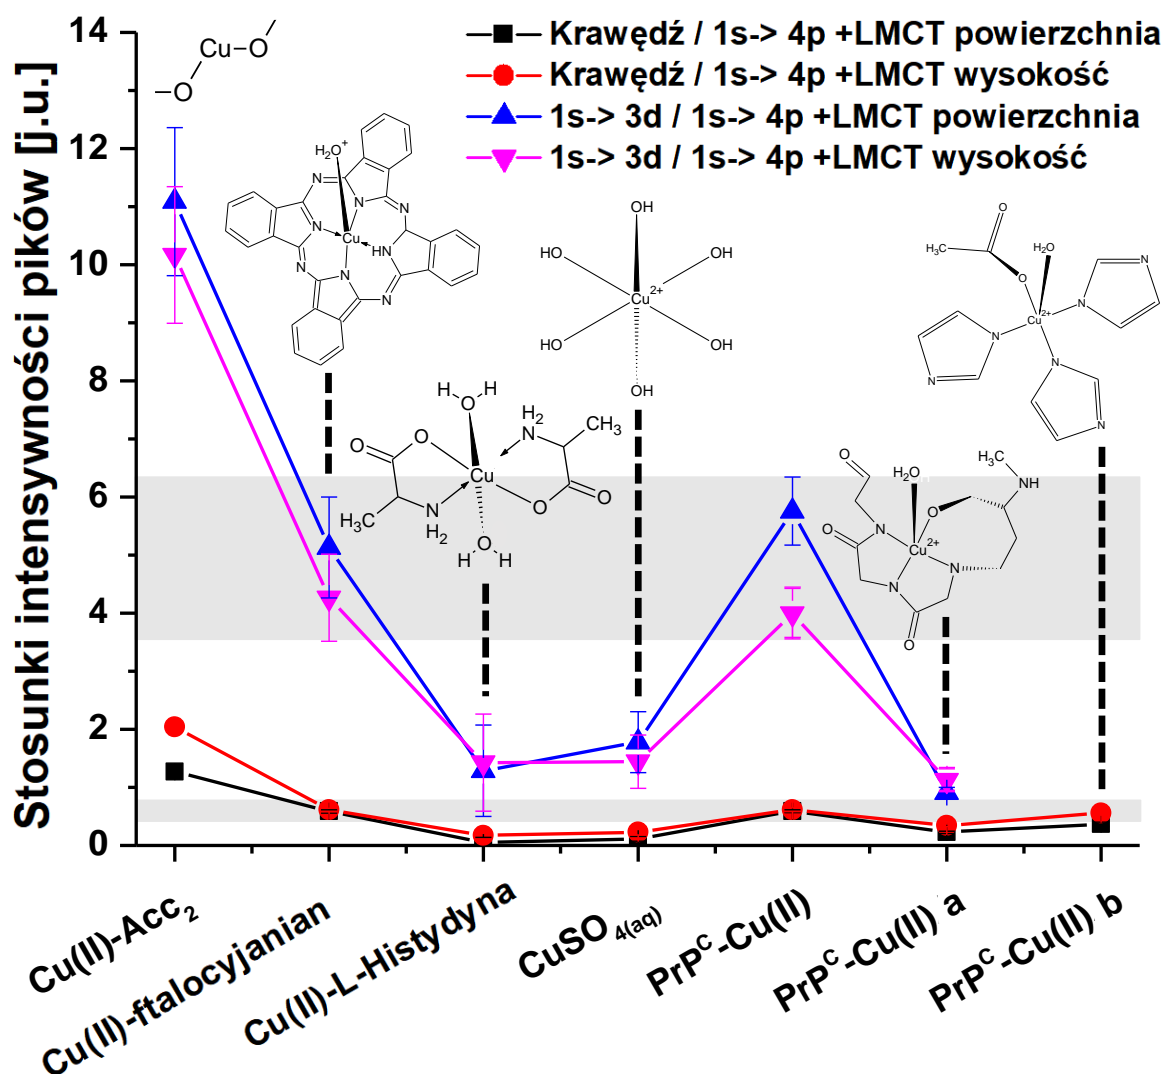 Stosunki intensywności pików [j.u.]
14
12
10
8
6
4
2
0
Krawędź / 1s-> 4p +LMCT powierzchnia
Krawędź / 1s-> 4p +LMCT wysokość
1s-> 3d / 1s-> 4p +LMCT powierzchnia
1s-> 3d / 1s-> 4p +LMCT wysokość
Cu–O
–O
H₂O⁺
N
N
N
N
Cu
HN
N
N
N
OH
HO
OH
Cu²⁺
HO
OH
OH
O
H₃C
O
H₂O
Cu²⁺
N
N
N
N
N
N
H H
O
O
O
NH₂
CH₃
Cu
O
O
H₃C
N
H₂
O
H H
O
H₂O
H₃C
NH
O
O
N
Cu²⁺
N
N
O
Cu(II)-Acc₂
Cu(II)-ftalocyjanian
Cu(II)-L-Histydyna
CuSO₄₍aq₎
PrPᶜ-Cu(II)
PrPᶜ-Cu(II) a
PrPᶜ-Cu(II) b